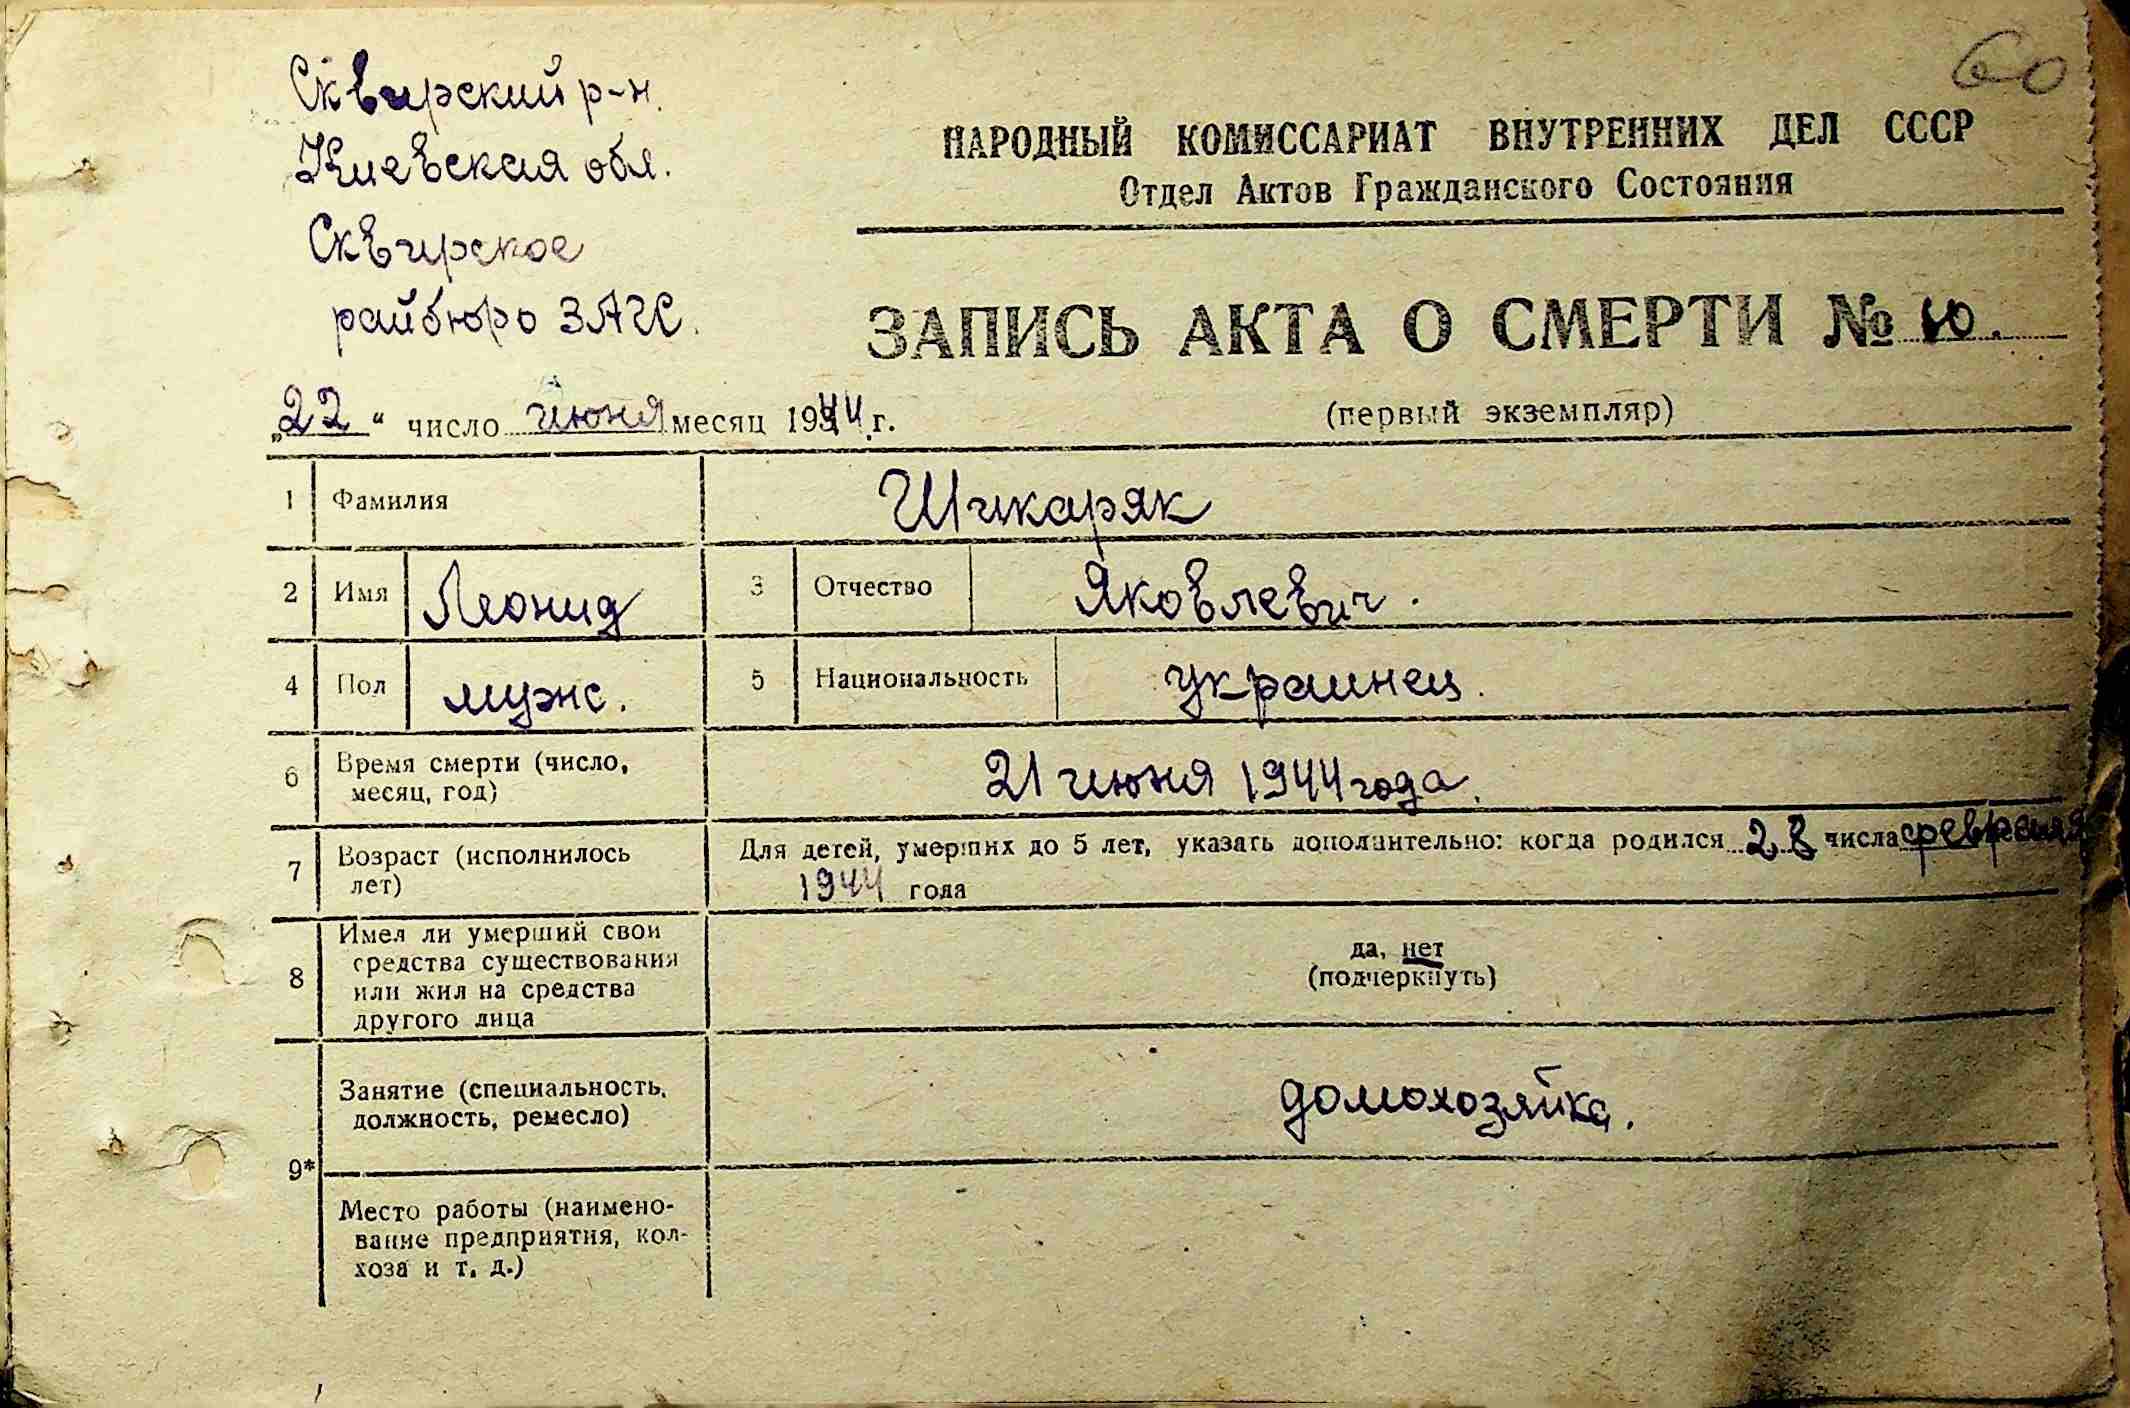 60
Сквирский р-н.
Киевская обл.
Сквирское
райбюро ЗАГС.
НАРОДНЫЙ КОМИССАРИАТ ВНУТРЕННИХ ДЕЛ СССР
Отдел Актов Гражданского Состояния
ЗАПИСЬ АКТА О СМЕРТИ №
(первый экземпляр)
„22“ число июня месяц 1944 г.
1 Фамилия Шикаряк
2 Имя Леонид 3 Отчество Яковлевич.
4 Пол муж. 5 Национальность украинец.
6 Время смерти (число, месяц, год) 21 июня 1944 года.
7 Возраст (исполнилось лет) Для детей, умерших до 5 лет, указать дополнительно: когда родился 28 числа февраля
1944 года
8 Имел ли умерший свои
средства существования
или жил на средства
другого лица
да, нет
(подчеркнуть)
9*
Занятие (специальность,
должность, ремесло)
домохозяйка.
Место работы (наимено-
вание предприятия, кол-
хоза и т. д.)